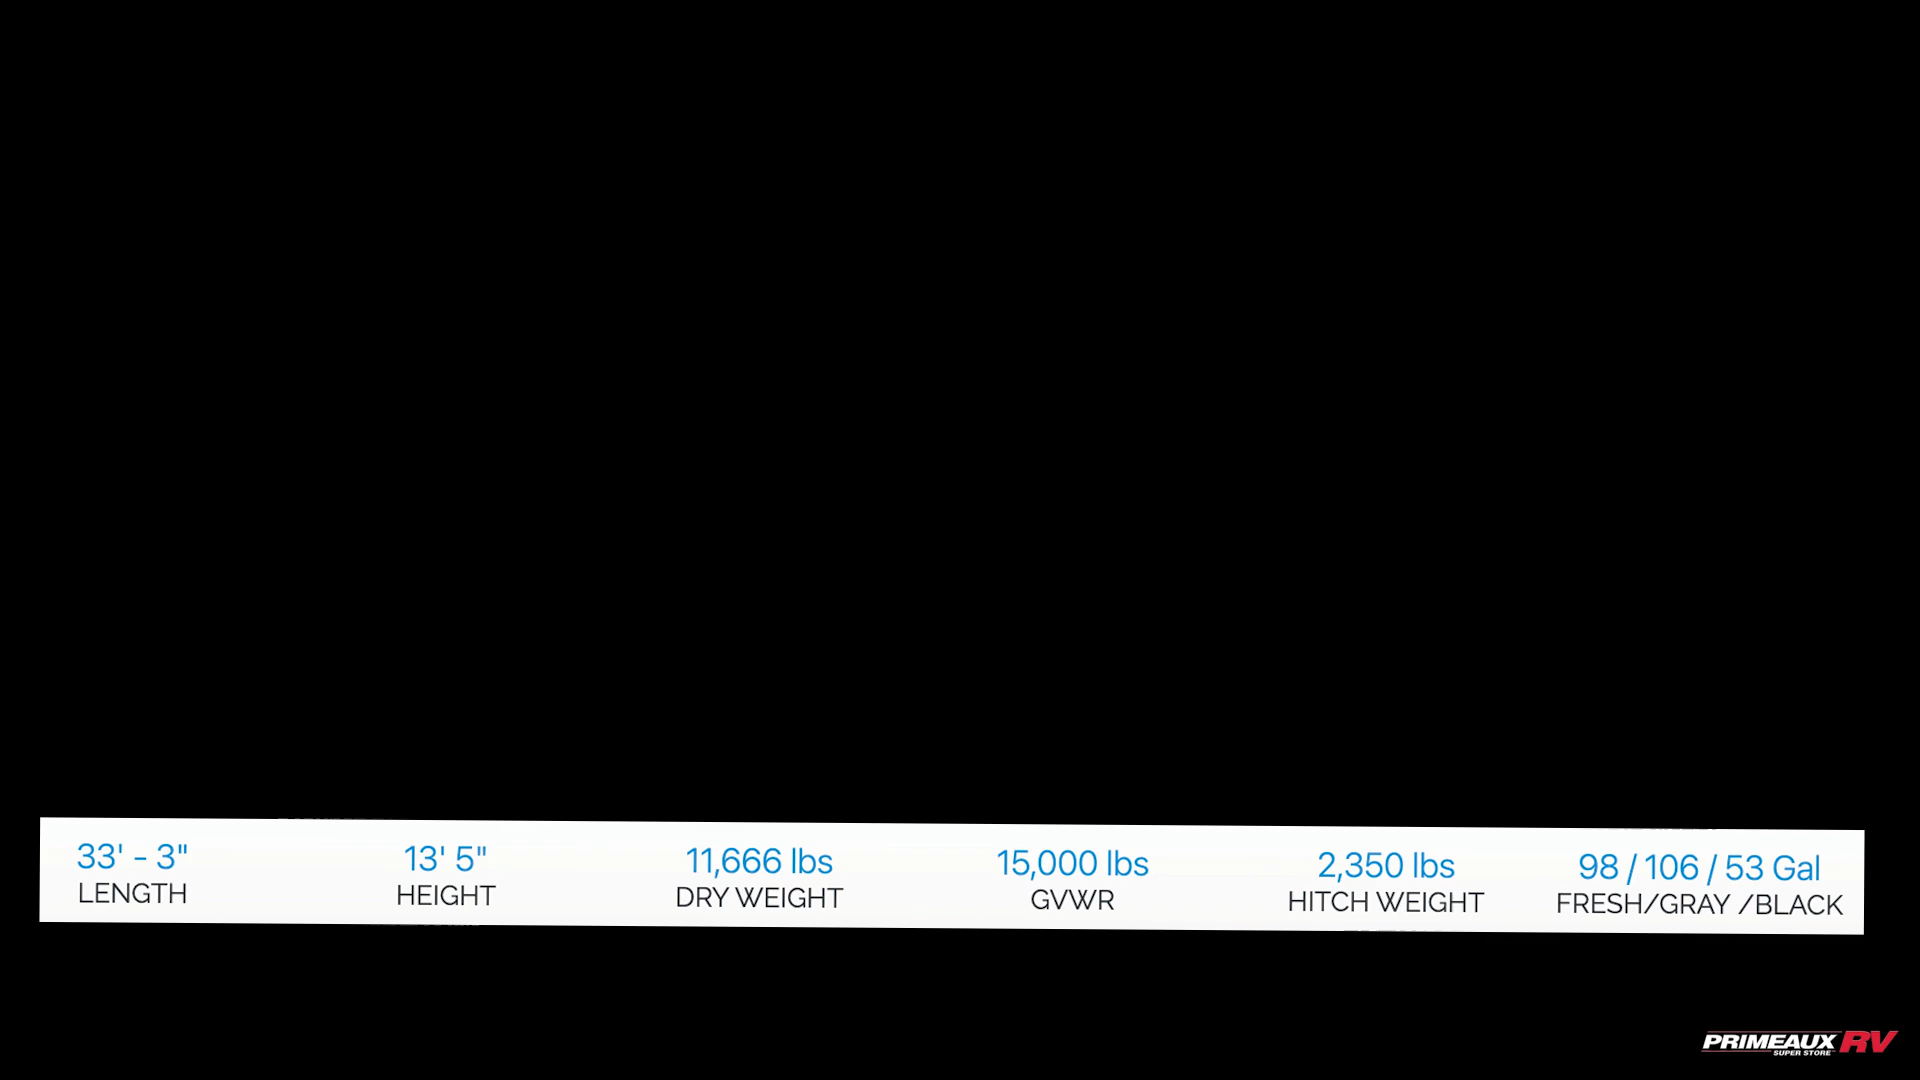 33' - 3" 13' 5" 11,666 lbs 15,000 lbs 2,350 lbs 98 / 106 / 53 Gal
LENGTH HEIGHT DRY WEIGHT GVWR HITCH WEIGHT FRESH/GRAY /BLACK
PRIMEAUX RV
SUPER STORE